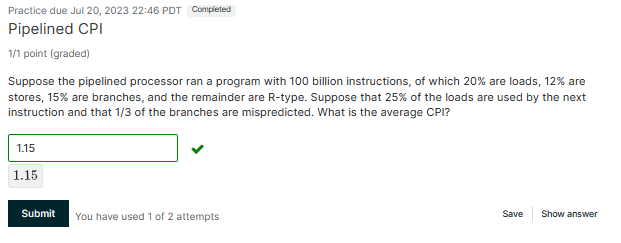 Practice due Jul 20, 2023 22:46 PDT Completed
Pipelined CPI
1/1 point (graded)
Suppose the pipelined processor ran a program with 100 billion instructions, of which 20% are loads, 12% are
stores, 15% are branches, and the remainder are R-type. Suppose that 25% of the loads are used by the next
instruction and that 1/3 of the branches are mispredicted. What is the average CPI?
1.15
1.15
Submit You have used 1 of 2 attempts Save Show answer